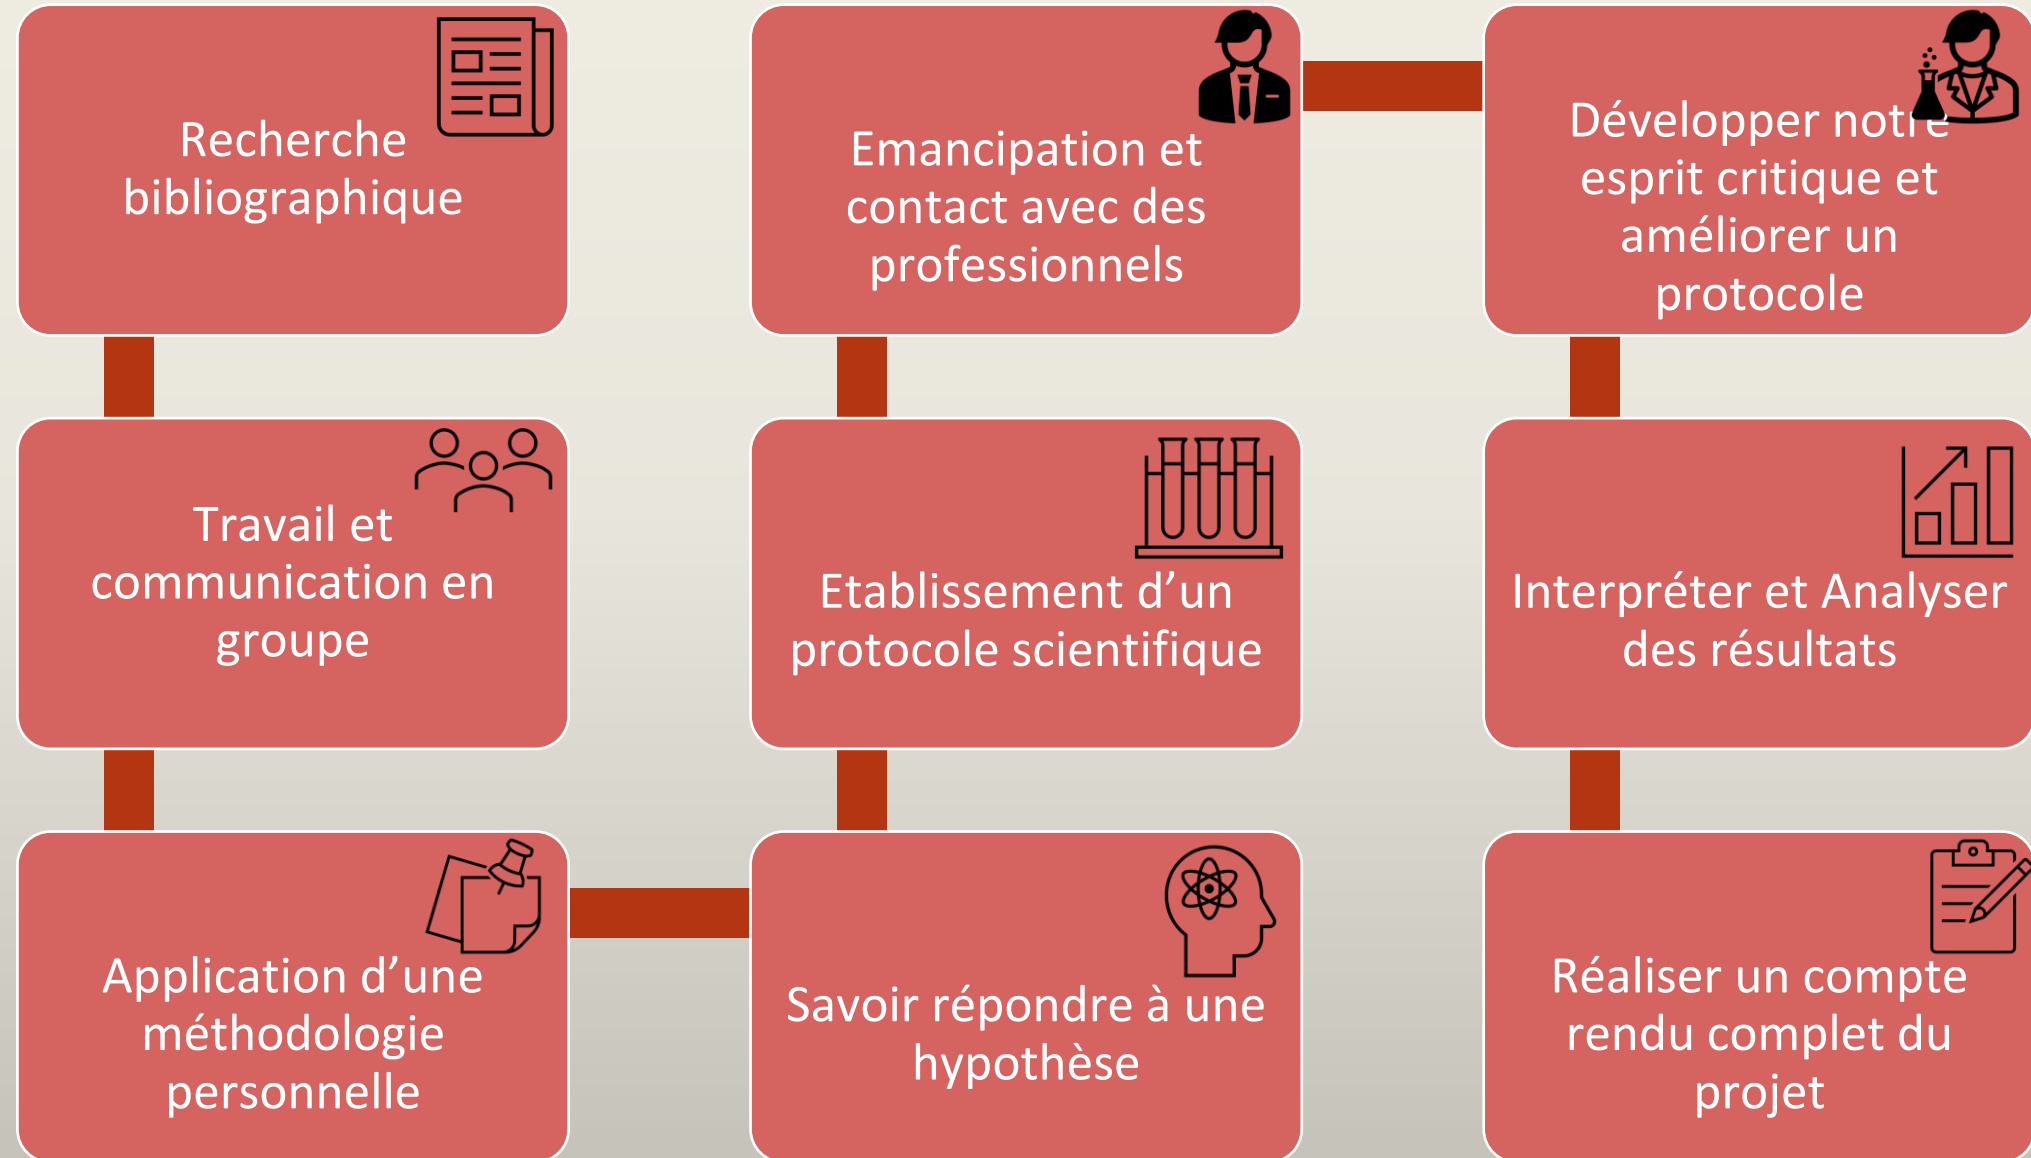 Recherche
bibliographique
Travail et
communication en
groupe
Application d’une
méthodologie
personnelle
Savoir répondre à une
hypothèse
Etablissement d’un
protocole scientifique
Emancipation et
contact avec des
professionnels
Développer notre
esprit critique et
améliorer un
protocole
Interpréter et Analyser
des résultats
Réaliser un compte
rendu complet du
projet